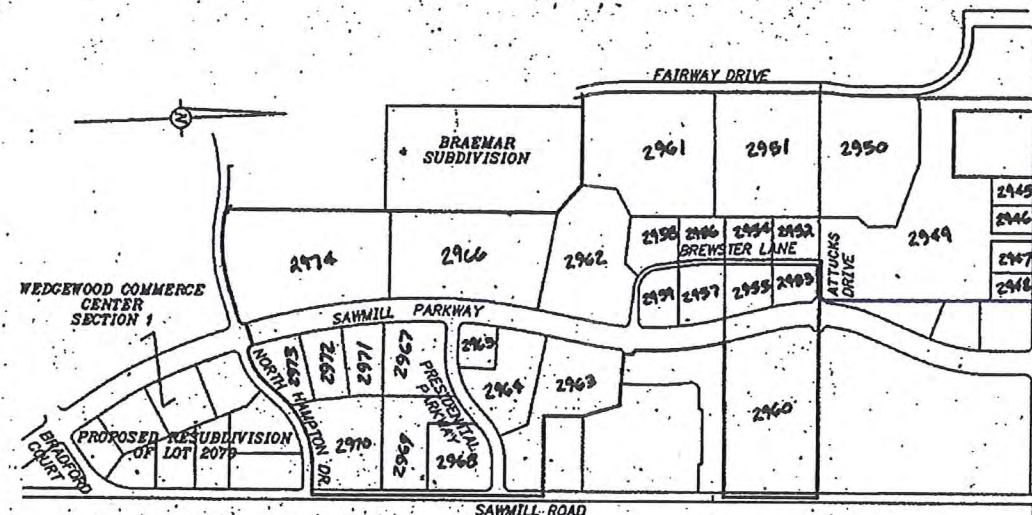 FAIRWAY DRIVE
N
BRAEMAR
SUBDIVISION
2961
2951
2950
2945
2946
2947
2948
2949
2974
2966
2962
2958
2956
2954
2952
BREWSTER LANE
2959
2957
2955
2953
ATTUCKS
DRIVE
WEDGEWOOD COMMERCE
CENTER
SECTION 1
SAWMILL PARKWAY
NORTH HAMPTON DR.
2973
2972
2971
2967
PRESIDENTIAL
PARKWAY
2965
2964
2963
2960
PROPOSED RESUBDIVISION
OF LOT 2079
BRADFORD
COURT
2970
2969
2968
SAWMILL ROAD